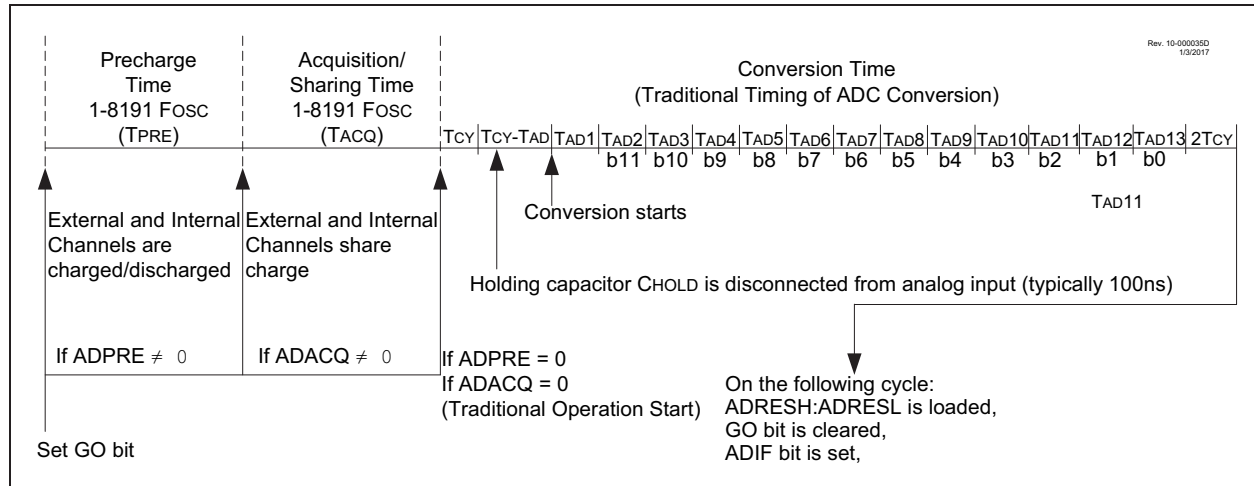 Rev. 10-000035D
1/3/2017
Precharge
Time
1-8191 FOSC
(TPRE)
Acquisition/
Sharing Time
1-8191 FOSC
(TACQ)
Conversion Time
(Traditional Timing of ADC Conversion)
TCY TCY-TAD TAD1 TAD2 TAD3 TAD4 TAD5 TAD6 TAD7 TAD8 TAD9 TAD10 TAD11 TAD12 TAD13 2TCY
b11 b10 b9 b8 b7 b6 b5 b4 b3 b2 b1 b0
TAD11
External and Internal
Channels are
charged/discharged
External and Internal
Channels share
charge
Conversion starts
Holding capacitor CHOLD is disconnected from analog input (typically 100ns)
If ADPRE ≠ 0
If ADACQ ≠ 0
If ADPRE = 0
If ADACQ = 0
(Traditional Operation Start)
On the following cycle:
ADRESH:ADRESL is loaded,
GO bit is cleared,
ADIF bit is set,
Set GO bit